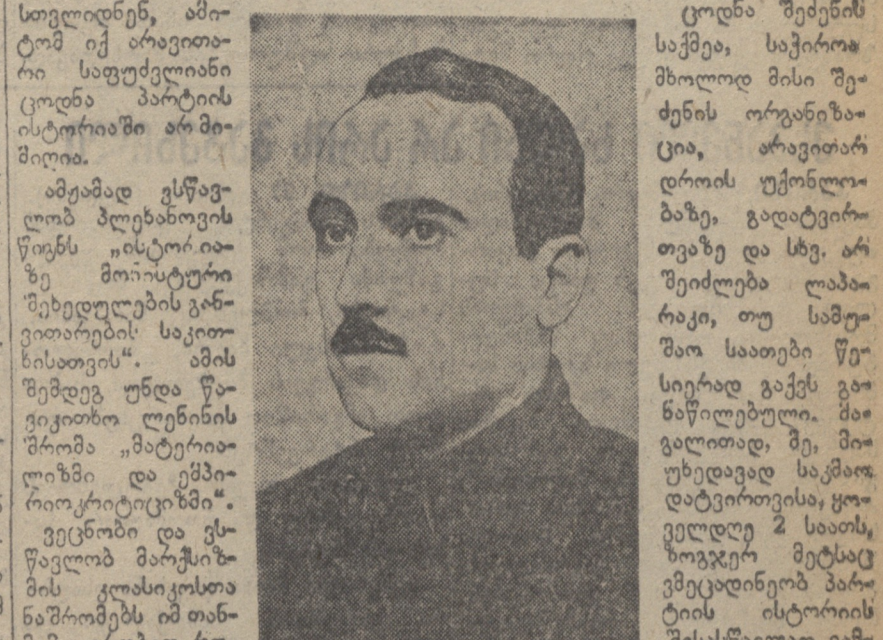 სთვლიდნენ, ამი-
ტომ იქ არავითა-
რი საფუძვლიანი
ცოდნა პარტიის
ისტორიაში არ მი-
მიღია.
ამჟამად ვსწავ-
ლობ პლეხანოვის
წიგნს „ისტორია-
ზე მონისტური
შეხედულების გან-
ვითარების საკით-
ხისათვის“. ამის
შემდეგ უნდა წა-
ვიკითხო ლენინის
შრომა „მატერია-
ლიზმი და ემპი-
რიოკრიტიციზმი“.
ვეცნობი და ვს-
წავლობ მარქსიზ-
მის კლასიკოსთა
ნაშრომებს იმ თან-
ცოდნა შეძენის
საქმეა, საჭიროა
მხოლოდ მისი შე-
ძენის ორგანიზა-
ცია, არავითარ
დროის უქონლო-
ბაზე, გადატვირ-
თვაზე და სხვ. არ
შეიძლება ლაპა-
რაკი, თუ სამუ-
შაო საათები წე-
სიერად გაქვს გა-
ნაწილებული. მა-
გალითად, მე, მი-
უხედავად საკმაო
დატვირთვისა, ყო-
ველდღე 2 საათს,
ზოგჯერ მეტსაც
ვმეცადინეობ პარ-
ტიის ისტორიის